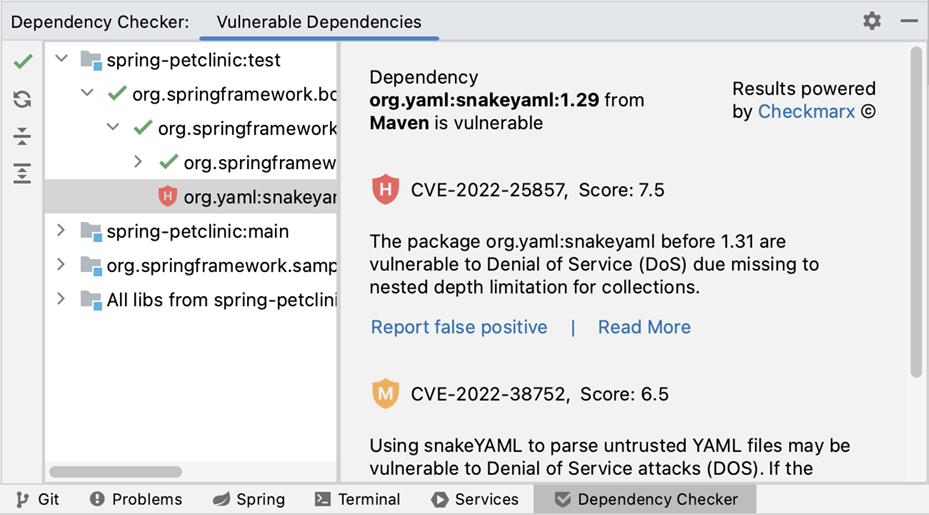 Dependency Checker: Vulnerable Dependencies
spring-petclinic:test
org.springframework.bo
org.springframework
org.springframew
org.yaml:snakeyar
spring-petclinic:main
org.springframework.samp
All libs from spring-petclini
Dependency
org.yaml:snakeyaml:1.29 from
Maven is vulnerable
Results powered
by Checkmarx ©
H CVE-2022-25857, Score: 7.5
The package org.yaml:snakeyaml before 1.31 are
vulnerable to Denial of Service (DoS) due missing to
nested depth limitation for collections.
Report false positive | Read More
M CVE-2022-38752, Score: 6.5
Using snakeYAML to parse untrusted YAML files may be
vulnerable to Denial of Service attacks (DOS). If the
Git Problems Spring Terminal Services Dependency Checker